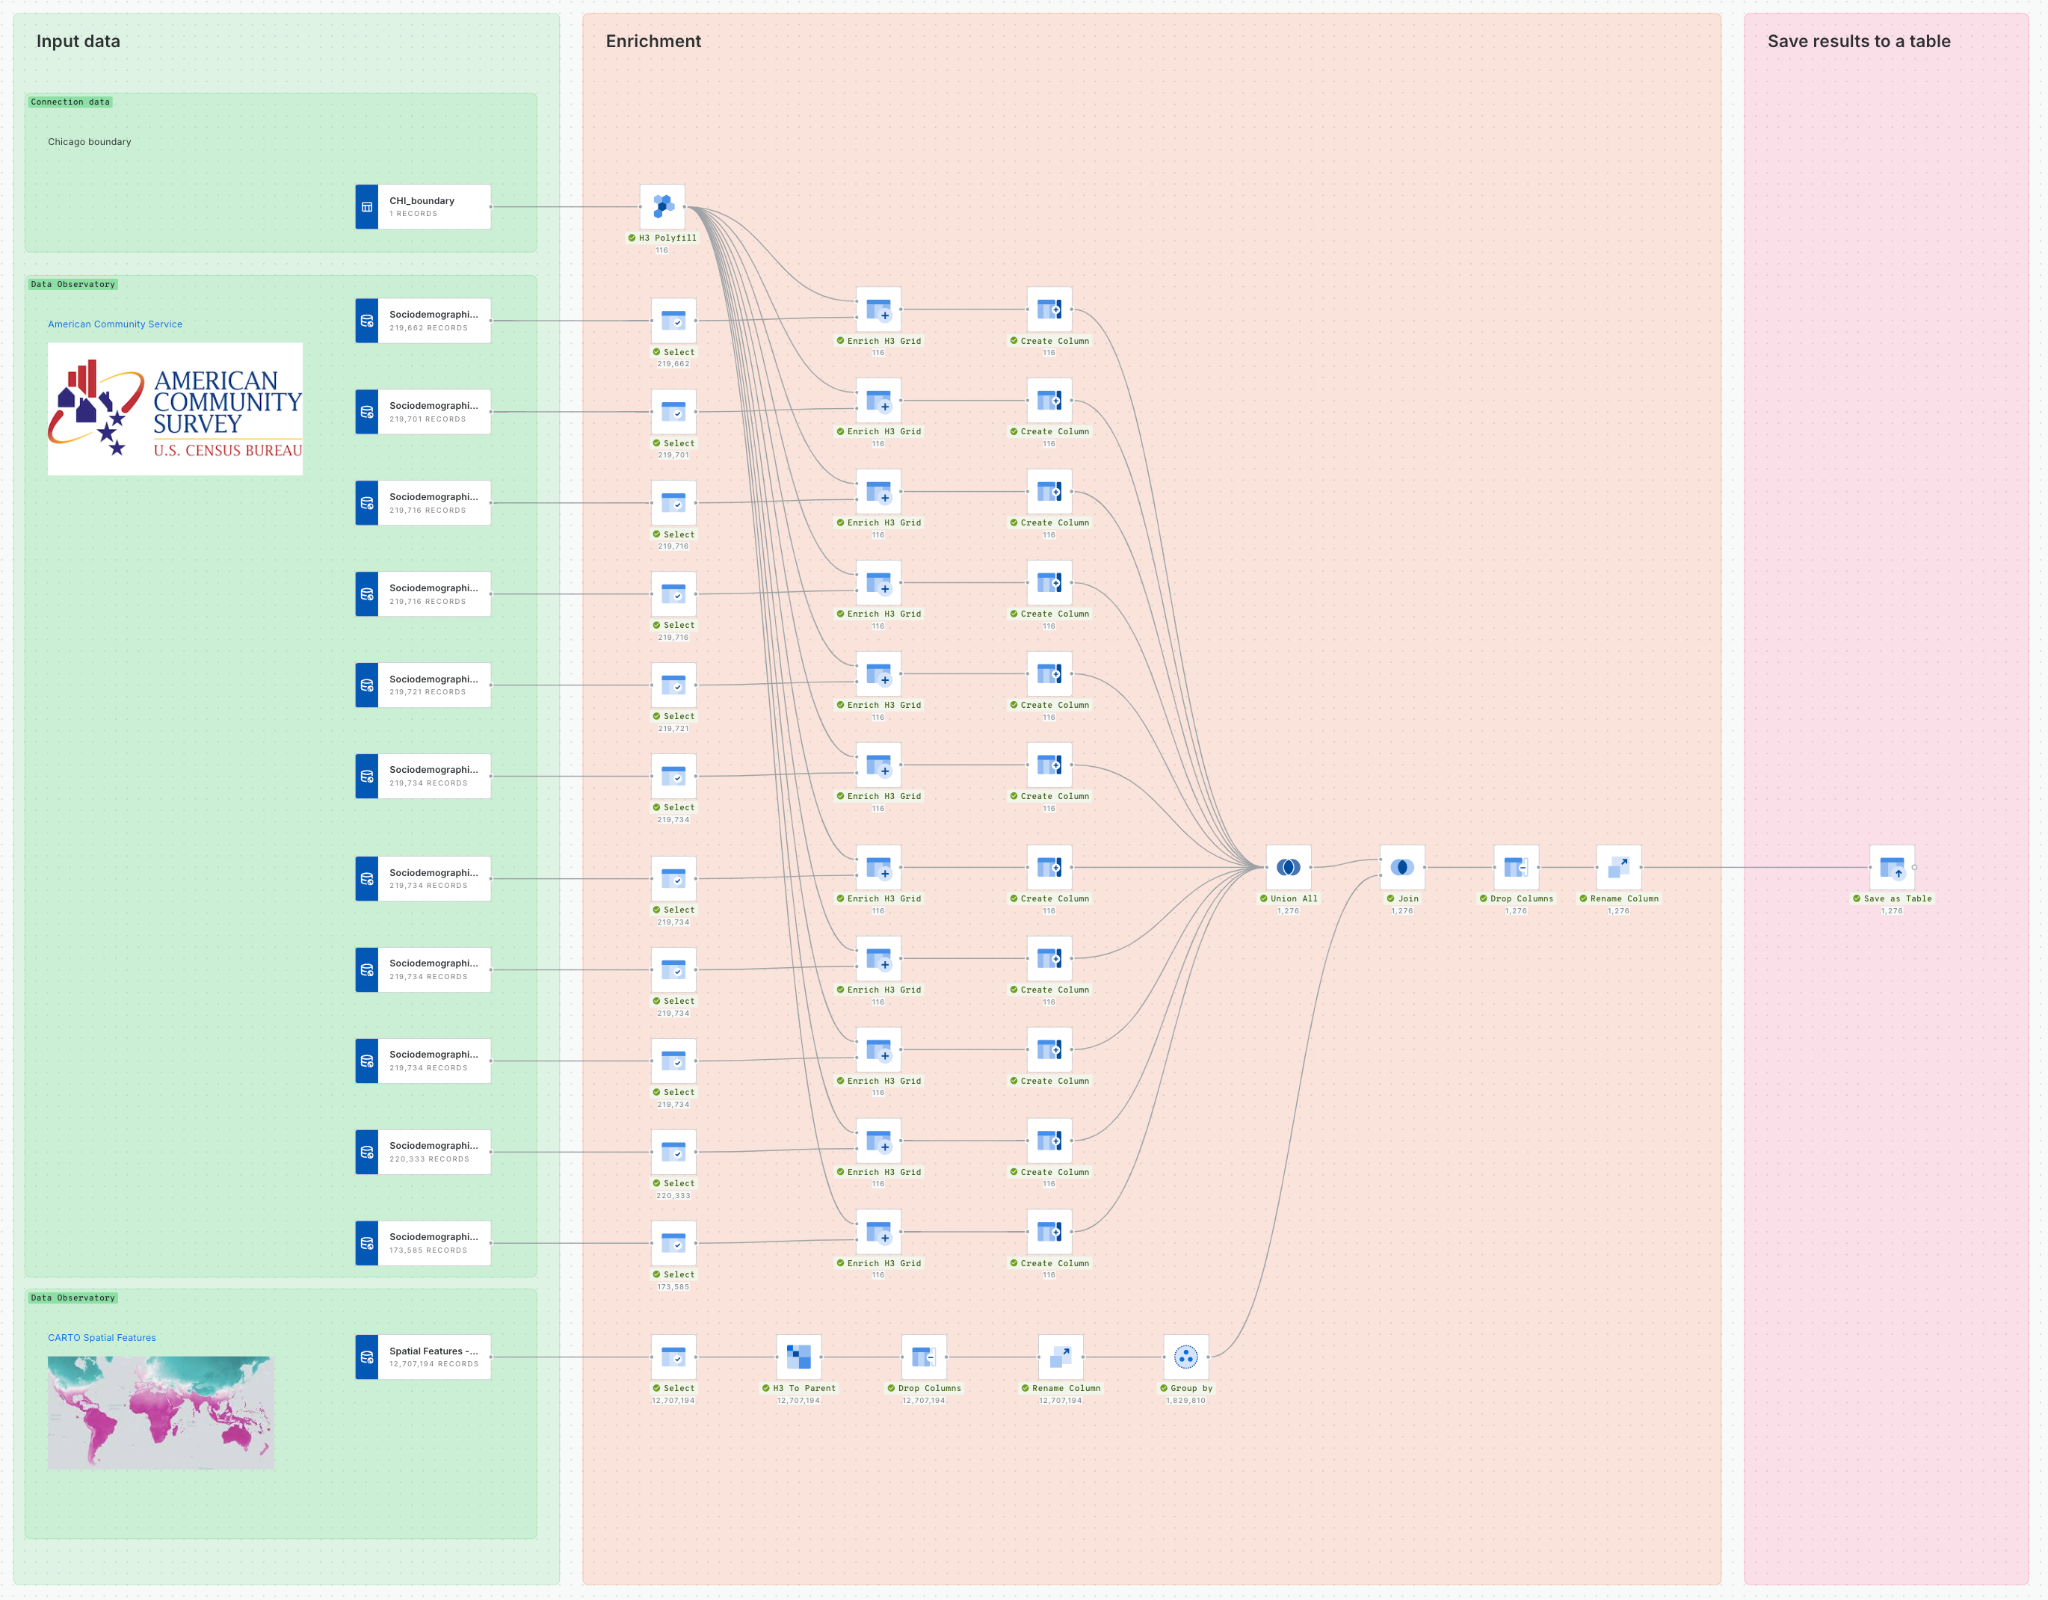 Input data
Connection data
Chicago boundary
CHI_boundary
1 RECORDS
Data Observatory
American Community Service
AMERICAN
COMMUNITY
SURVEY
U.S. CENSUS BUREAU
Sociodemographi...
219,662 RECORDS
Sociodemographi...
219,701 RECORDS
Sociodemographi...
219,716 RECORDS
Sociodemographi...
219,716 RECORDS
Sociodemographi...
219,721 RECORDS
Sociodemographi...
219,734 RECORDS
Sociodemographi...
219,734 RECORDS
Sociodemographi...
219,734 RECORDS
Sociodemographi...
219,734 RECORDS
Sociodemographi...
220,333 RECORDS
Sociodemographi...
173,585 RECORDS
Data Observatory
CARTO Spatial Features
Spatial Features -...
12,707,194 RECORDS
Enrichment
H3 Polyfill
116
Select
219,662
Select
219,701
Select
219,716
Select
219,716
Select
219,721
Select
219,734
Select
219,734
Select
219,734
Select
219,734
Select
220,333
Select
173,585
Enrich H3 Grid
116
Enrich H3 Grid
116
Enrich H3 Grid
116
Enrich H3 Grid
116
Enrich H3 Grid
116
Enrich H3 Grid
116
Enrich H3 Grid
116
Enrich H3 Grid
116
Enrich H3 Grid
116
Enrich H3 Grid
116
Enrich H3 Grid
116
Create Column
116
Create Column
116
Create Column
116
Create Column
116
Create Column
116
Create Column
116
Create Column
116
Create Column
116
Create Column
116
Create Column
116
Create Column
116
Union All
1,276
Join
1,276
Drop Columns
1,276
Rename Column
1,276
Select
12,707,194
H3 To Parent
12,707,194
Drop Columns
12,707,194
Rename Column
12,707,194
Group by
1,829,810
Save results to a table
Save as Table
1,276